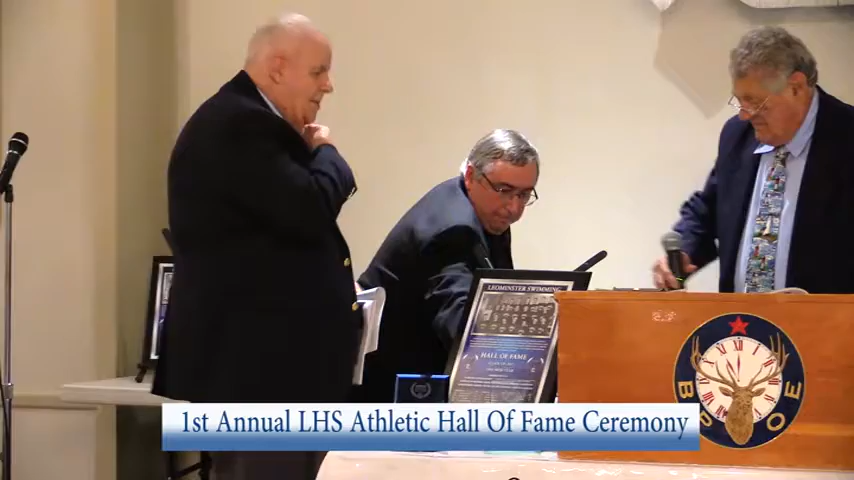 LEOMINSTER SWIMMING
HALL OF FAME
B P O E
1st Annual LHS Athletic Hall Of Fame Ceremony